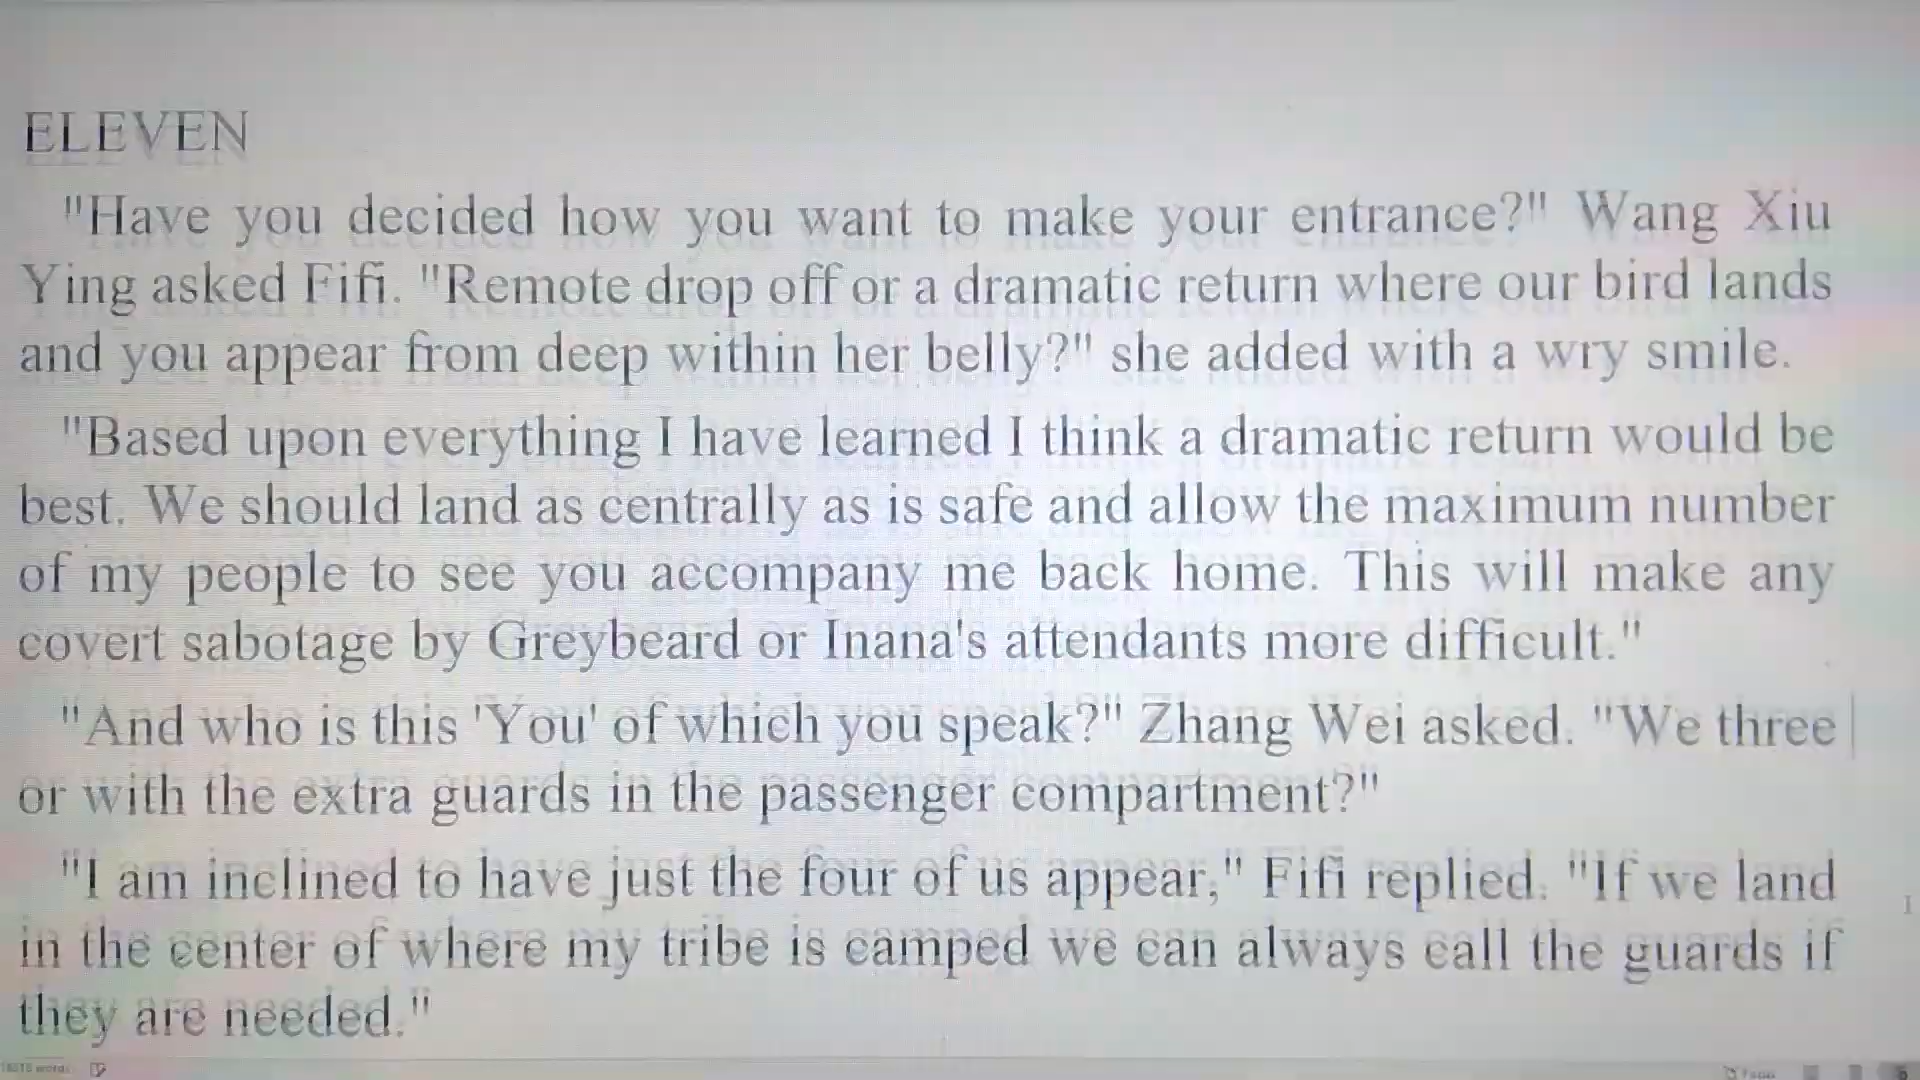 ELEVEN
"Have you decided how you want to make your entrance?" Wang Xiu
Ying asked Fifi. "Remote drop off or a dramatic return where our bird lands
and you appear from deep within her belly?" she added with a wry smile.
"Based upon everything I have learned I think a dramatic return would be
best. We should land as centrally as is safe and allow the maximum number
of my people to see you accompany me back home. This will make any
covert sabotage by Greybeard or Inana's attendants more difficult."
"And who is this 'You' of which you speak?" Zhang Wei asked. "We three
or with the extra guards in the passenger compartment?"
"I am inclined to have just the four of us appear," Fifi replied. "If we land
in the center of where my tribe is camped we can always call the guards if
they are needed."
words